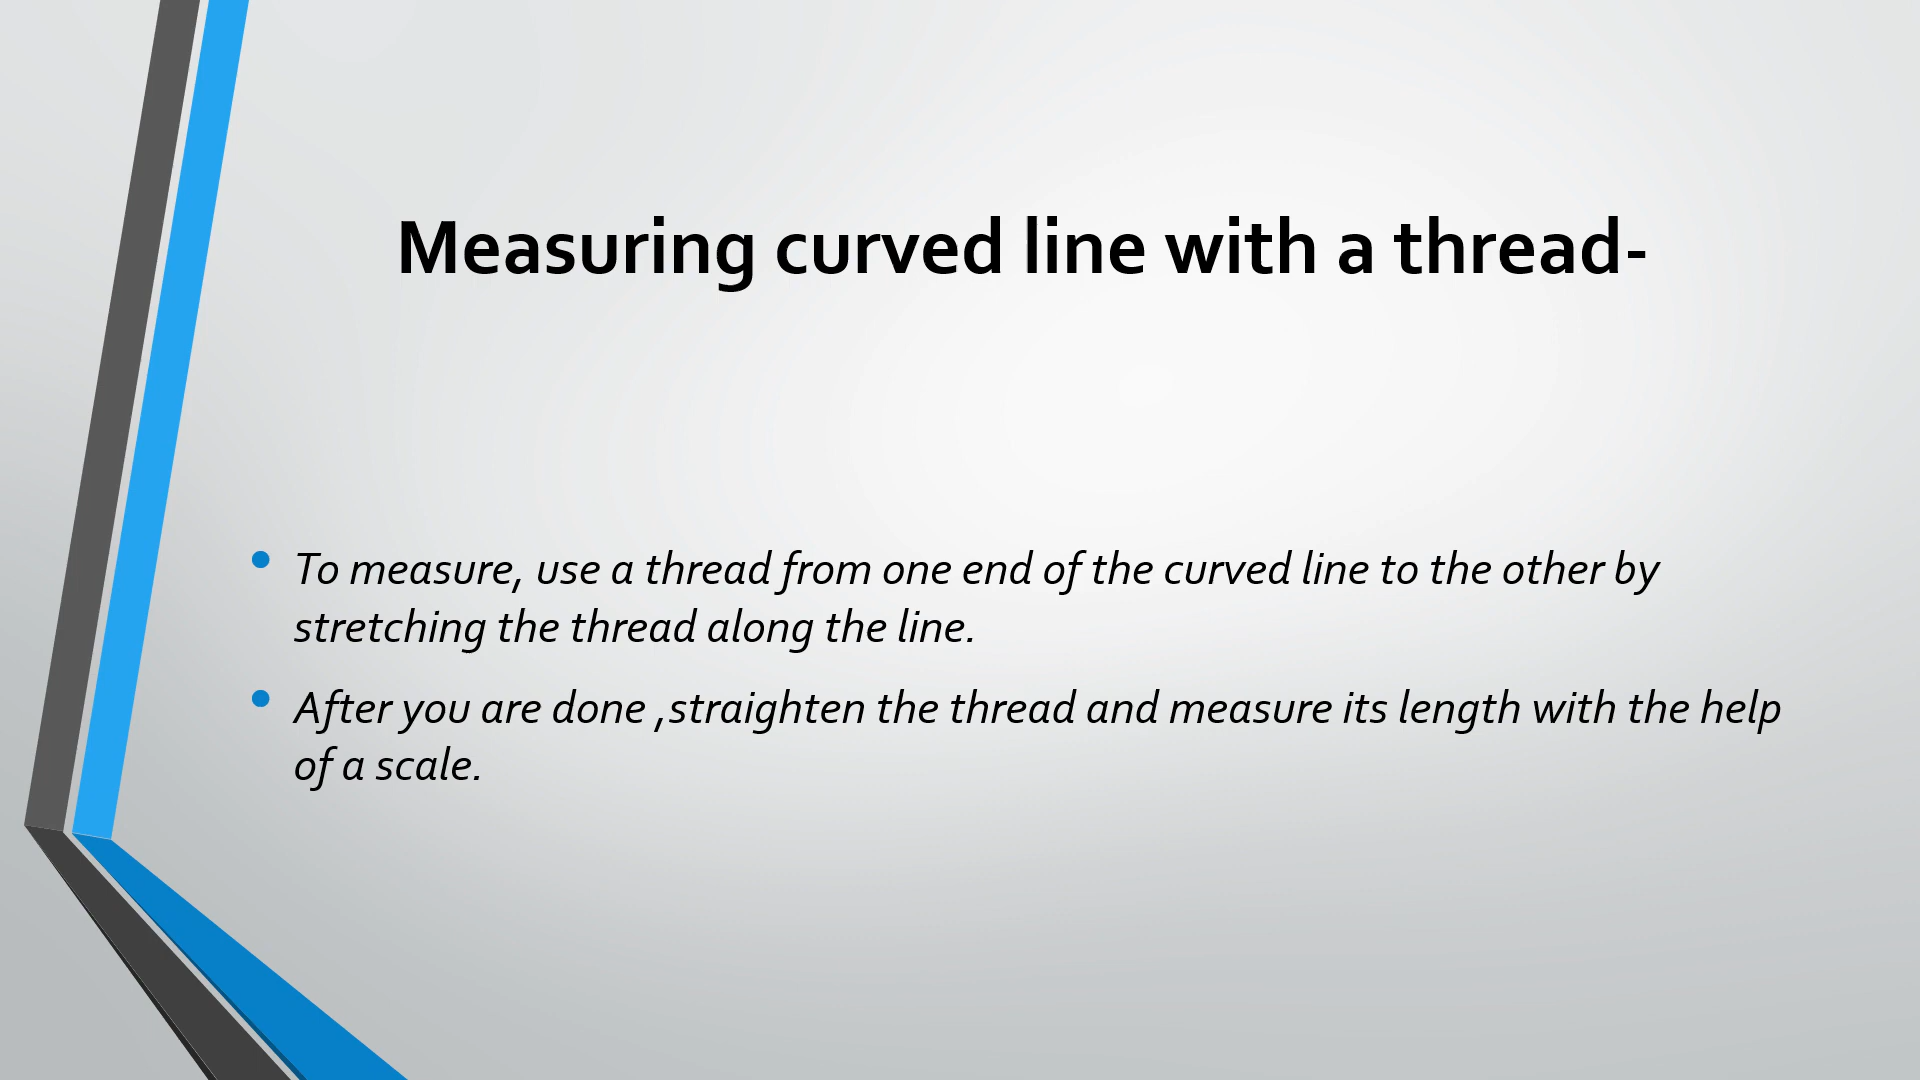 Measuring curved line with a thread-
• To measure, use a thread from one end of the curved line to the other by
stretching the thread along the line.
• After you are done ,straighten the thread and measure its length with the help
of a scale.